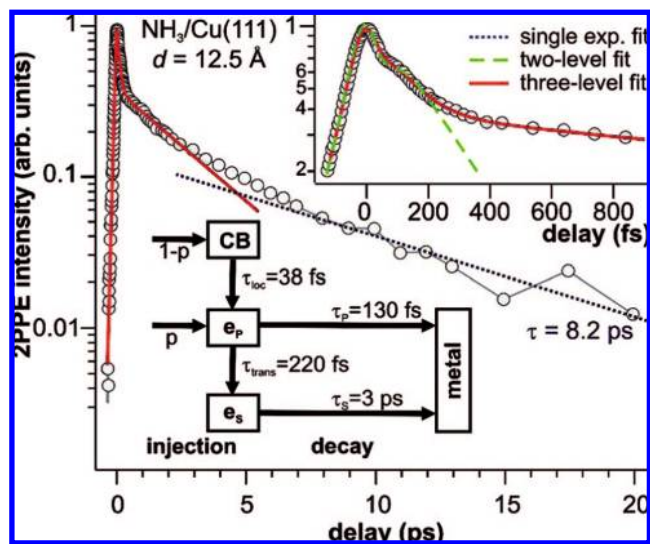 NH₃/Cu(111)
d = 12.5 Å
single exp. fit
two-level fit
three-level fit
6
5
4
3
2
0
200
400
600
800
delay (fs)
2PPE intensity (arb. units)
1
0.1
0.01
1-p
CB
τloc=38 fs
p
eP
τP=130 fs
τtrans=220 fs
eS
τS=3 ps
metal
injection
decay
τ = 8.2 ps
0
5
10
15
20
delay (ps)